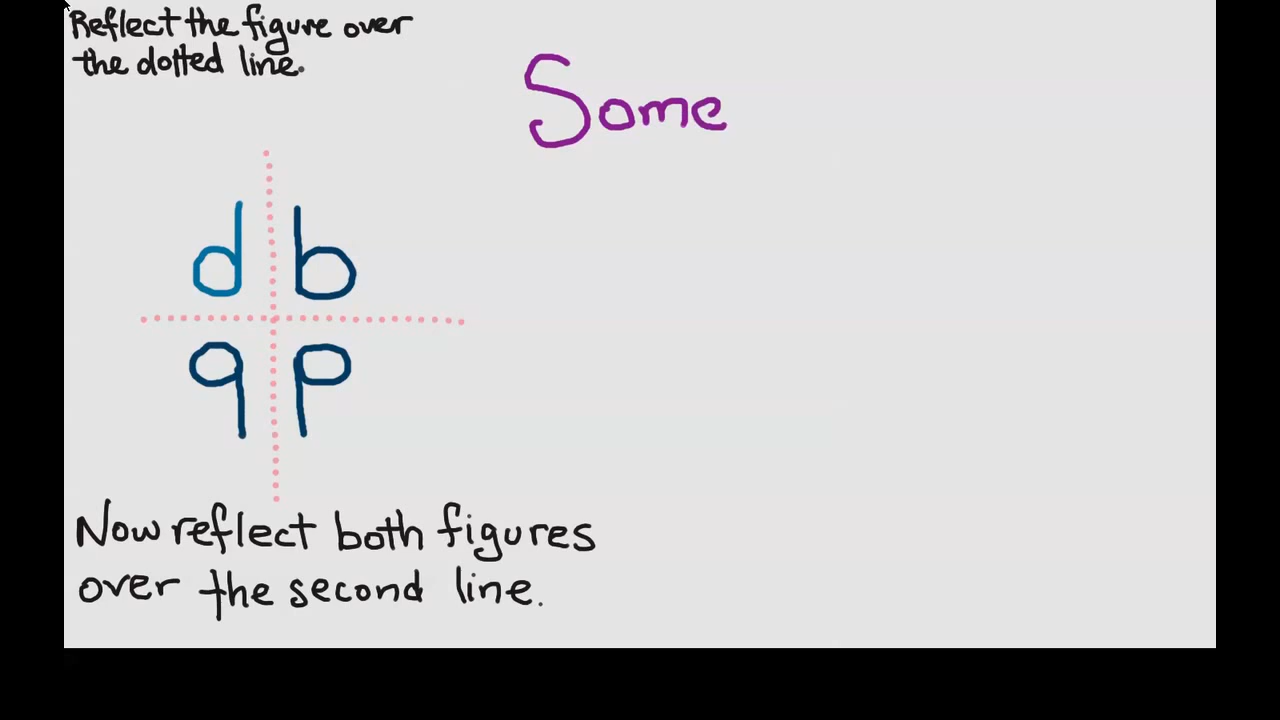 Reflect the figure over
the dotted line.
Some
d b
q p
Now reflect both figures
over the second line.